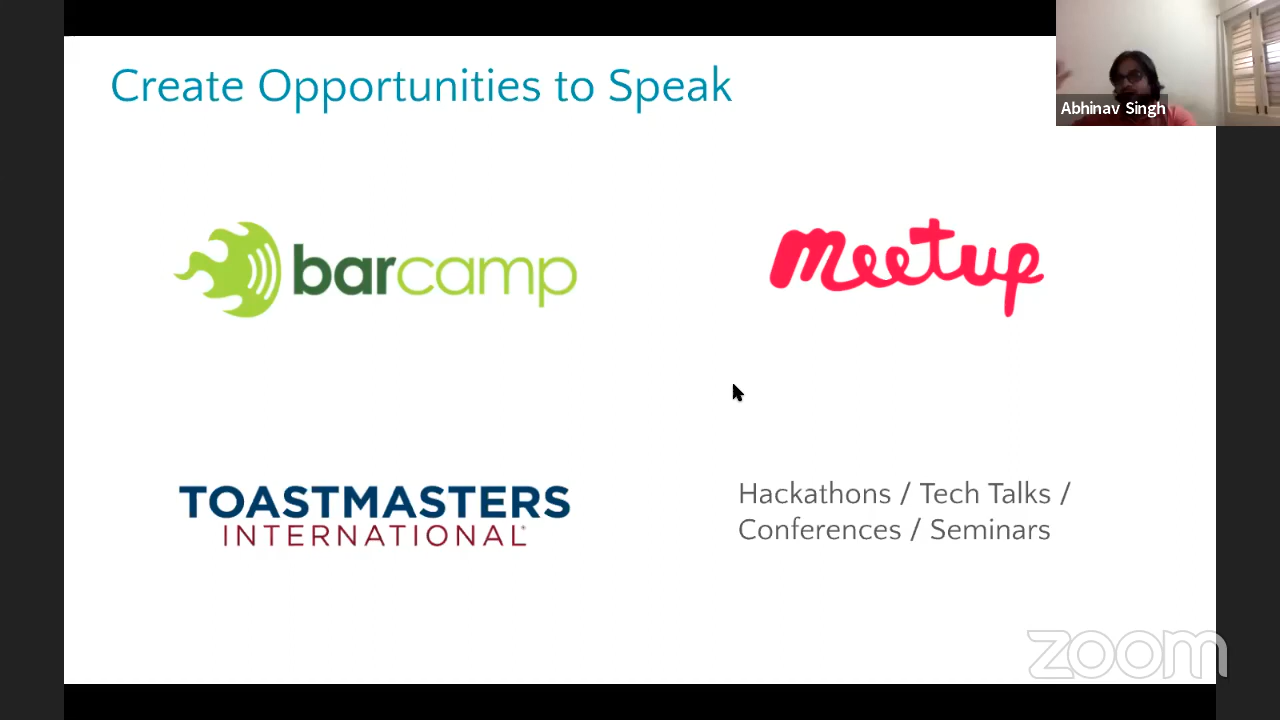 Create Opportunities to Speak
Abhinav Singh
barcamp
meetup
TOASTMASTERS
INTERNATIONAL
Hackathons / Tech Talks /
Conferences / Seminars
zoom